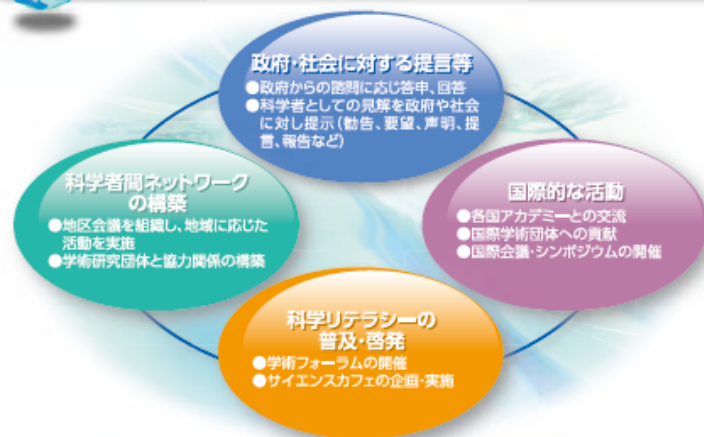 政府・社会に対する提言等
●政府からの諮問に応じ答申、回答
●科学者としての見解を政府や社会
に対し提示(勧告、要望、声明、提
言、報告など)
科学者間ネットワーク
の構築
●地区会議を組織し、地域に応じた
活動を実施
●学術研究団体と協力関係の構築
国際的な活動
●各国アカデミーとの交流
●国際学術団体への貢献
●国際会議・シンポジウムの開催
科学リテラシーの
普及・啓発
●学術フォーラムの開催
●サイエンスカフェの企画・実施